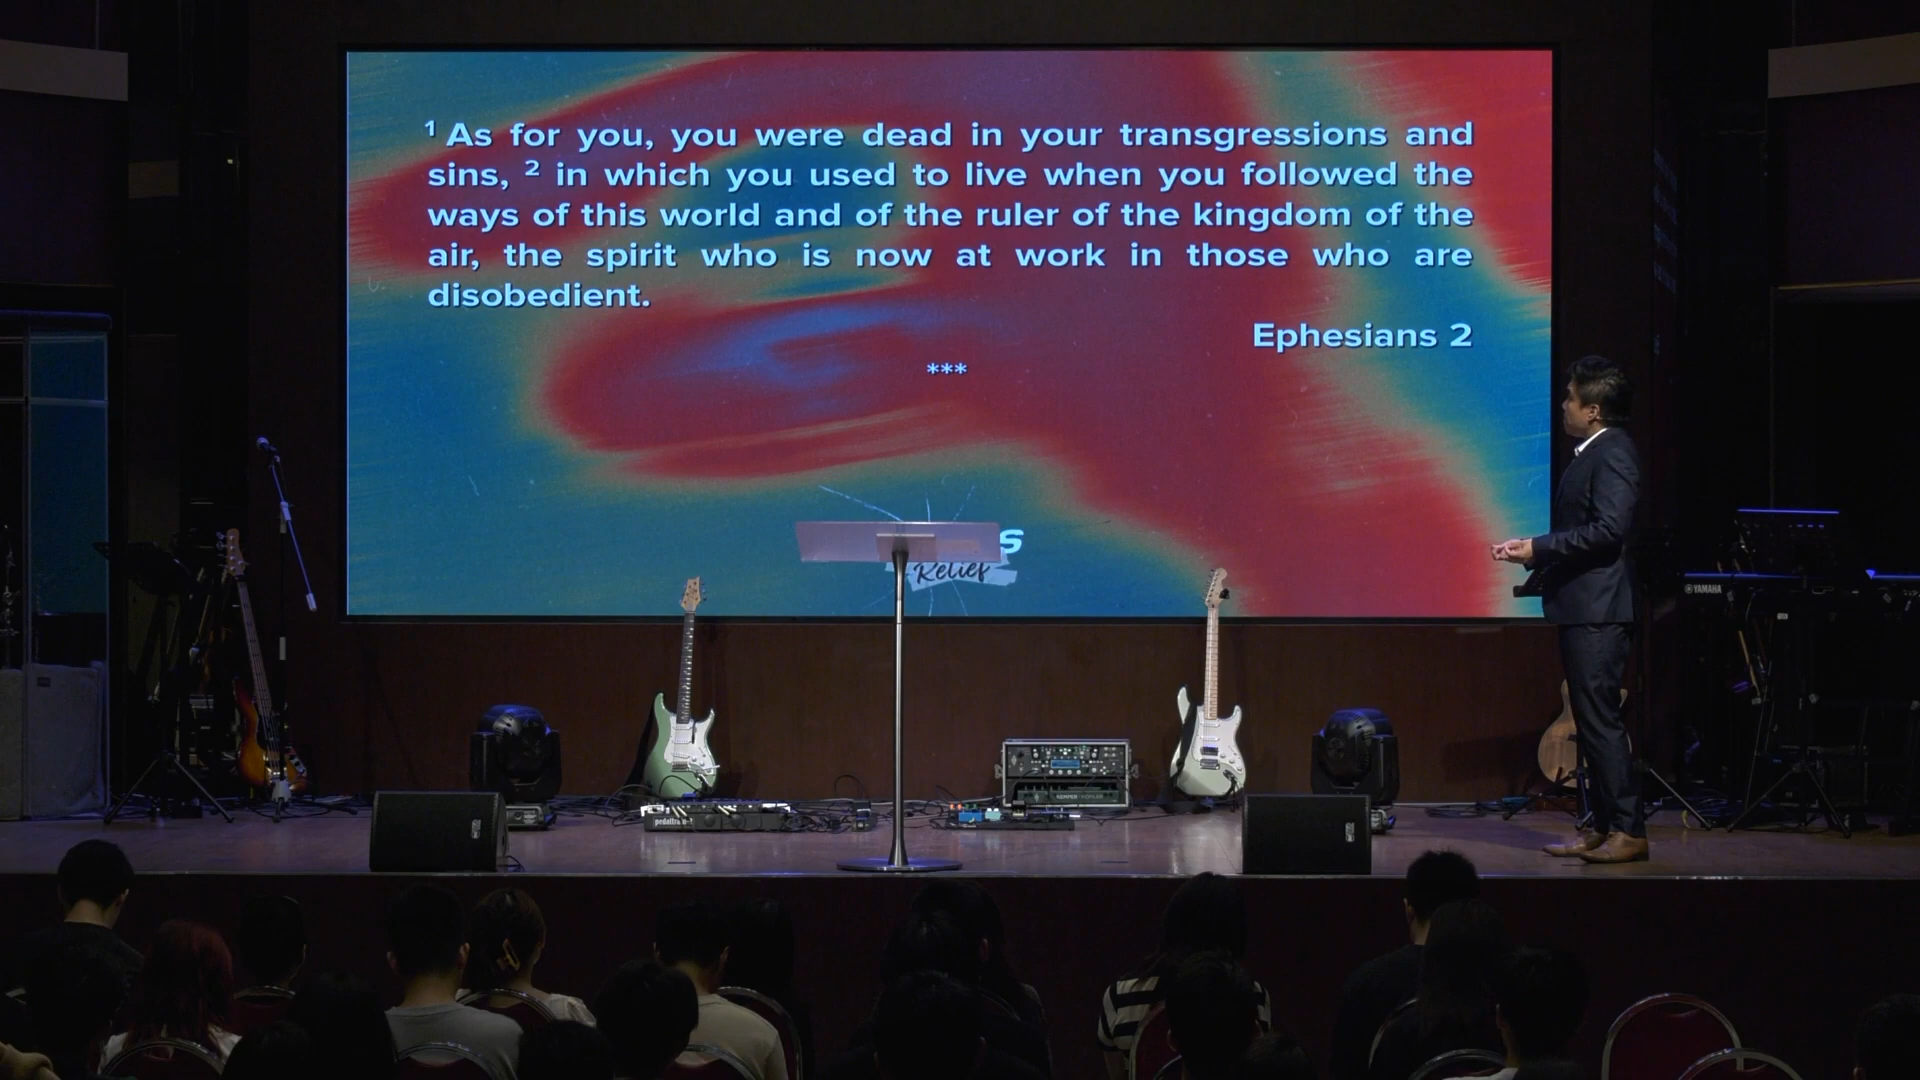 ¹ As for you, you were dead in your transgressions and
sins, ² in which you used to live when you followed the
ways of this world and of the ruler of the kingdom of the
air, the spirit who is now at work in those who are
disobedient.
Ephesians 2
***
Relief
YAMAHA